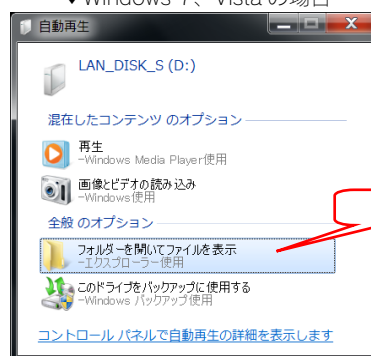 ▼Windows 7、Vista の場合
自動再生
LAN_DISK_S (D:)
混在したコンテンツ のオプション
再生
-Windows Media Player使用
画像とビデオの読み込み
-Windows使用
全般 のオプション
フォルダーを開いてファイルを表示
-エクスプローラー使用
このドライブをバックアップに使用する
-Windows バックアップ使用
コントロール パネルで自動再生の詳細を表示します